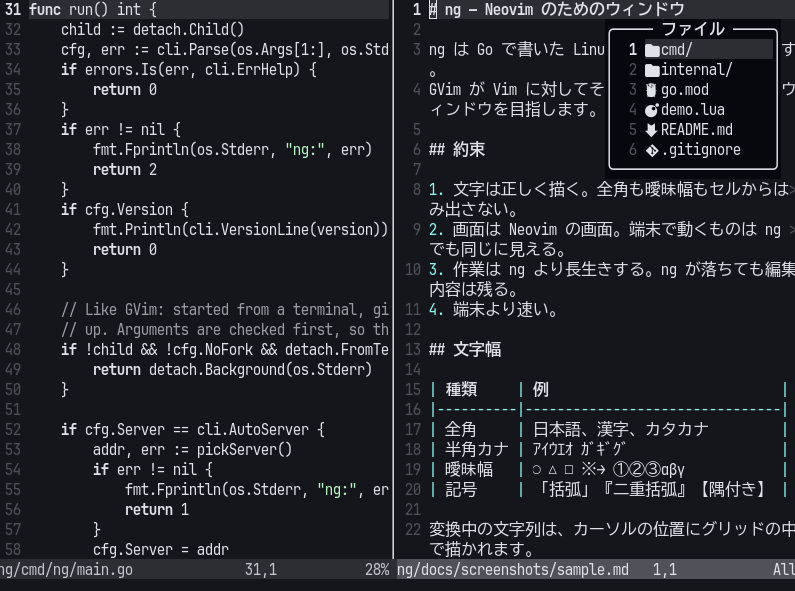 31 func run() int {
32     child := detach.Child()
33     cfg, err := cli.Parse(os.Args[1:], os.Std
34     if errors.Is(err, cli.ErrHelp) {
35         return 0
36     }
37     if err != nil {
38         fmt.Fprintln(os.Stderr, "ng:", err)
39         return 2
40     }
41     if cfg.Version {
42         fmt.Println(cli.VersionLine(version))
43         return 0
44     }
45
46     // Like GVim: started from a terminal, gi
47     // up. Arguments are checked first, so th
48     if !child && !cfg.NoFork && detach.FromTe
49         return detach.Background(os.Stderr)
50     }
51
52     if cfg.Server == cli.AutoServer {
53         addr, err := pickServer()
54         if err != nil {
55             fmt.Fprintln(os.Stderr, "ng:", er
56             return 1
57         }
58         cfg.Server = addr
ng/cmd/ng/main.go 31,1 28%
1 # ng — Neovim のためのウィンドウ
2
3 ng は Go で書いた Linu す
。
4 GVim が Vim に対してそ ウ
ィンドウを目指します。
5
6 ## 約束
7
8 1. 文字は正しく描く。全角も曖昧幅もセルからは>
み出さない。
9 2. 画面は Neovim の画面。端末で動くものは ng >
でも同じに見える。
10 3. 作業は ng より長生きする。ng が落ちても編集
内容は残る。
11 4. 端末より速い。
12
13 ## 文字幅
14
15 | 種類 | 例 |
16 |----------|--------------------------------|
17 | 全角 | 日本語、漢字、カタカナ |
18 | 半角カナ | ｱｲｳｴｵ ｶﾞｷﾞｸﾞ |
19 | 曖昧幅 | ○ △ □ ※→ ①②③αβγ |
20 | 記号 | 「括弧」『二重括弧』【隅付き】 |
21
22 変換中の文字列は、カーソルの位置にグリッドの中
で描かれます。
ng/docs/screenshots/sample.md 1,1 All
ファイル
1 cmd/
2 internal/
3 go.mod
4 demo.lua
5 README.md
6 .gitignore